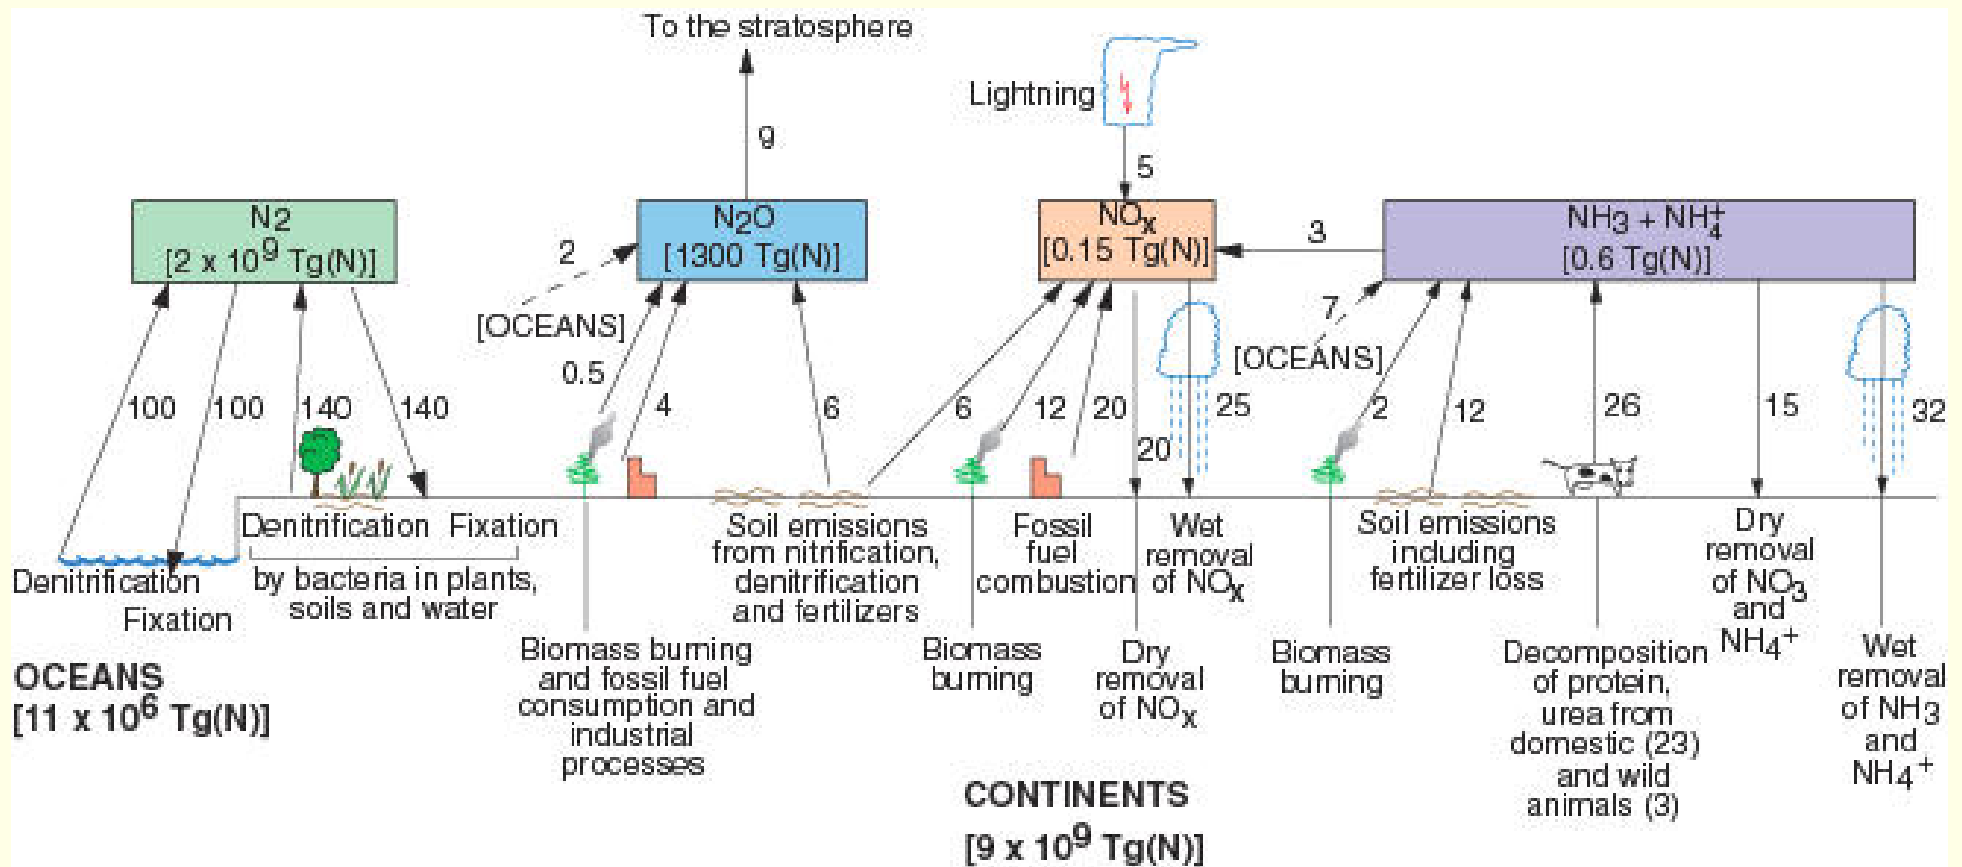 To the stratosphere
Lightning
9
5
N2
[2 x 10⁹ Tg(N)]
N₂O
[1300 Tg(N)]
NOx
[0.15 Tg(N)]
NH3 + NH₄⁺
[0.6 Tg(N)]
2
3
[OCEANS]
7
[OCEANS]
0.5
100
100
140
140
4
6
6
12
20
20
25
2
12
26
15
32
Denitrification
Fixation
Denitrification Fixation
by bacteria in plants,
soils and water
Biomass burning
and fossil fuel
consumption and
industrial
processes
Soil emissions
from nitrification,
denitrification
and fertilizers
Biomass
burning
Fossil
fuel
combustion
Dry
removal
of NOx
Wet
removal
of NOx
Biomass
burning
Soil emissions
including
fertilizer loss
Decomposition
of protein,
urea from
domestic (23)
and wild
animals (3)
Dry
removal
of NO3
and
NH4⁺
Wet
removal
of NH3
and
NH4⁺
OCEANS
[11 x 10⁶ Tg(N)]
CONTINENTS
[9 x 10⁹ Tg(N)]